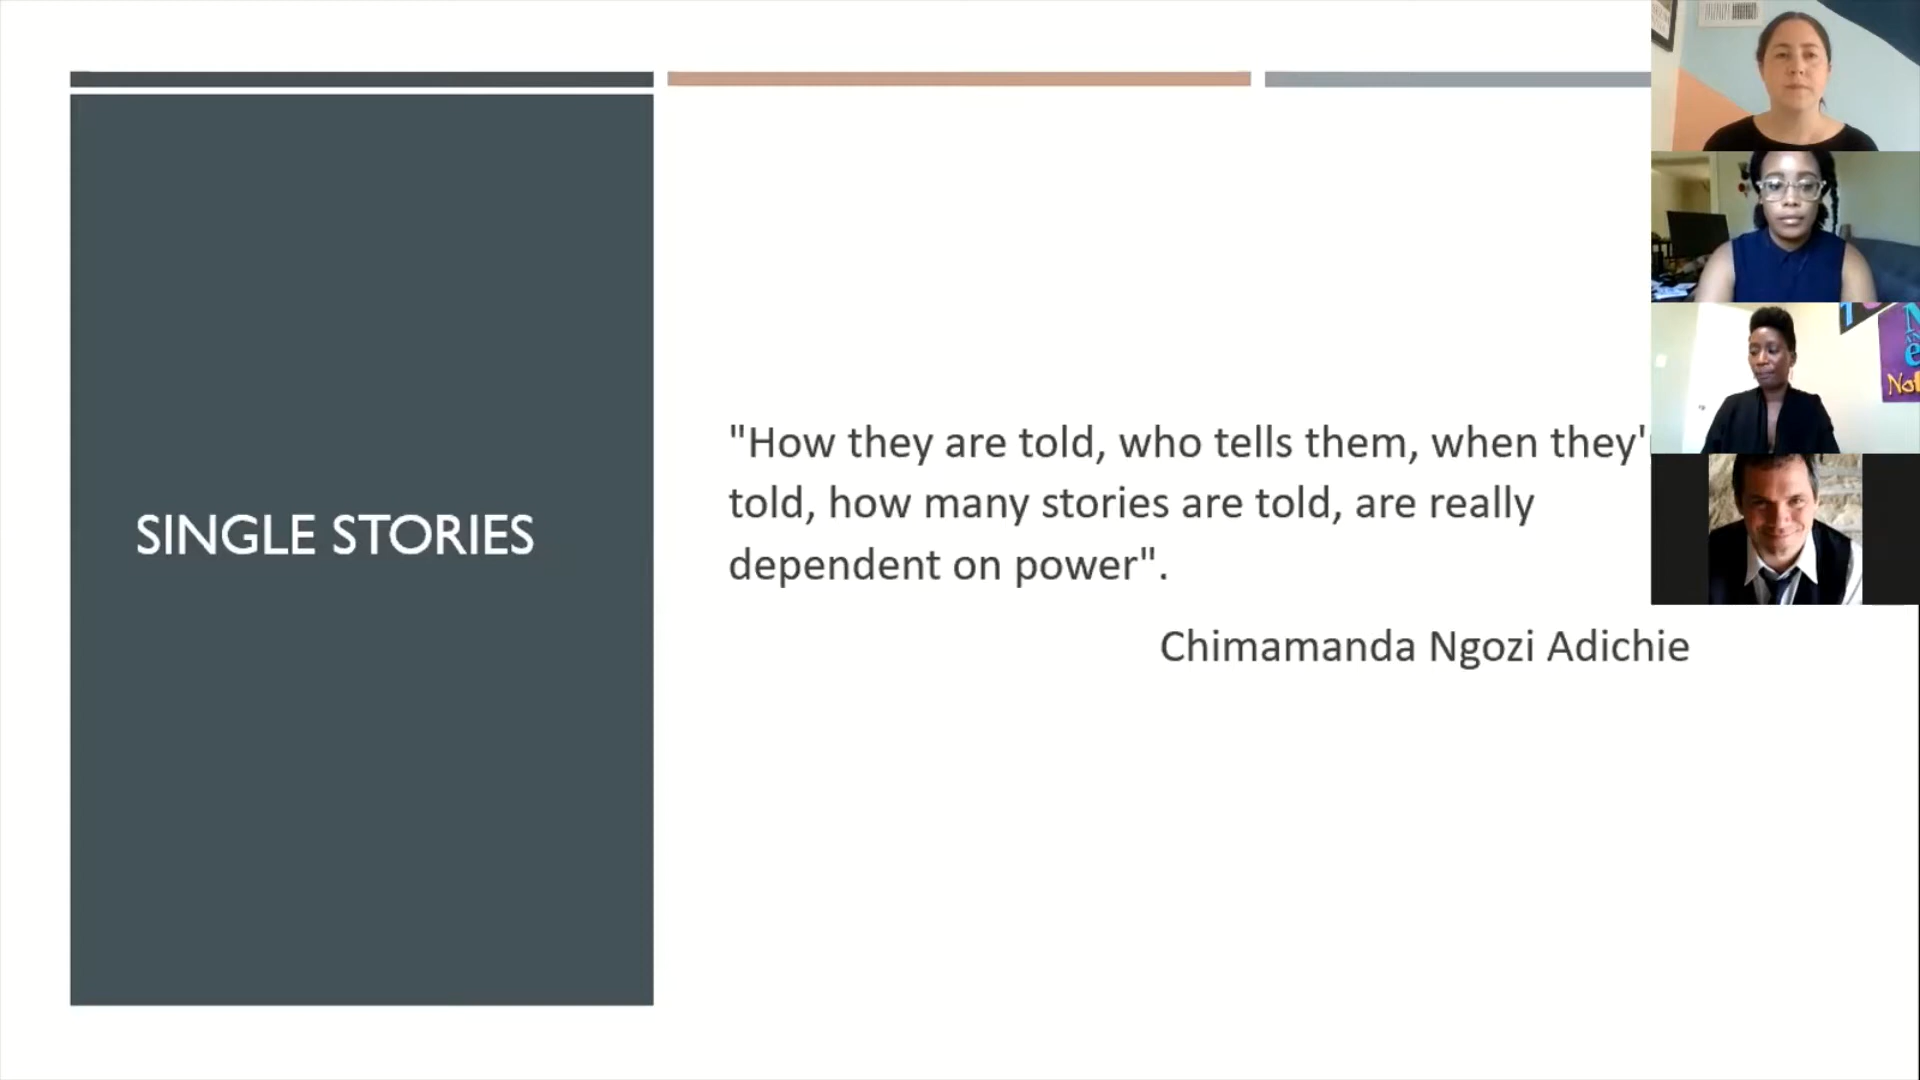 SINGLE STORIES
"How they are told, who tells them, when they'
told, how many stories are told, are really
dependent on power".
Chimamanda Ngozi Adichie